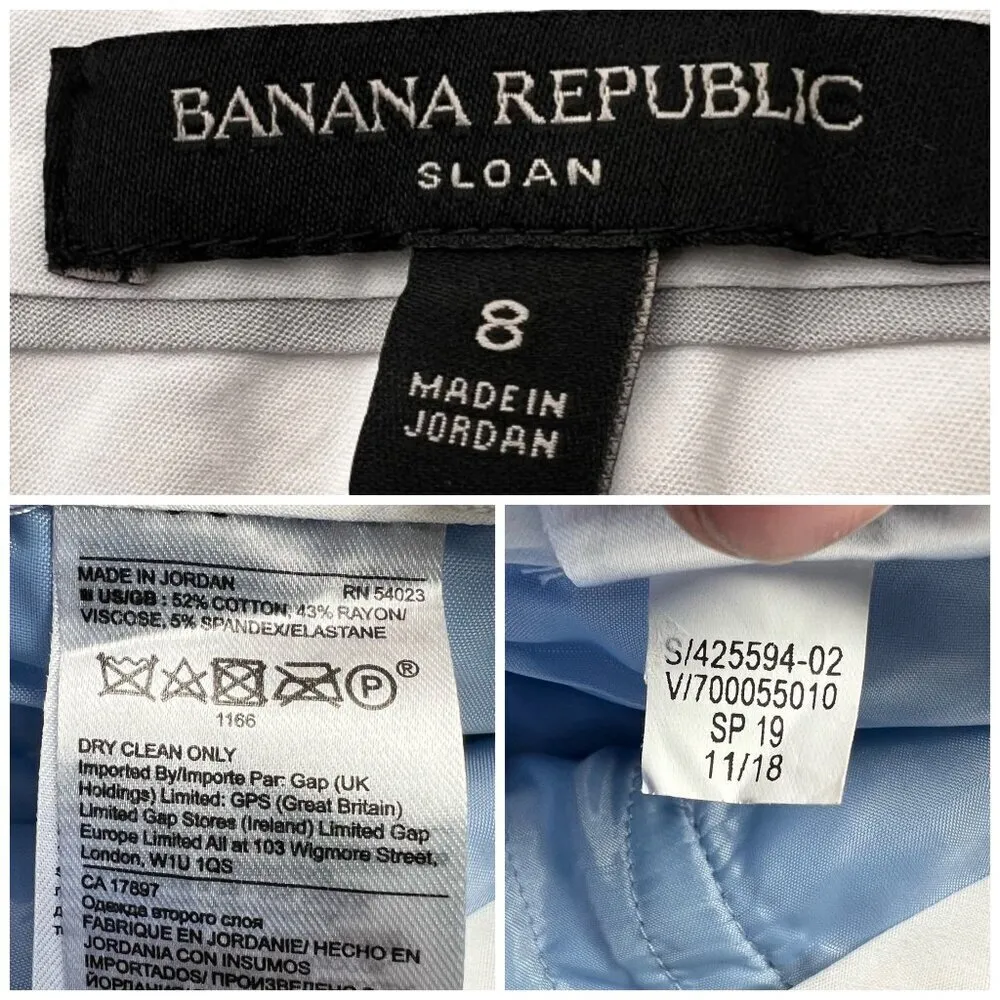 BANANA REPUBLIC
SLOAN
8
MADE IN
JORDAN
MADE IN JORDAN
RN 54023
US/GB : 52% COTTON, 43% RAYON/
VISCOSE, 5% SPANDEX/ELASTANE
P ®
1166
DRY CLEAN ONLY
Imported By/Importe Par: Gap (UK
Holdings) Limited: GPS (Great Britain)
Limited Gap Stores (Ireland) Limited Gap
Europe Limited All at 103 Wigmore Street,
London, W1U 1QS
CA 17897
Одежда второго слоя
FABRIQUE EN JORDANIE/ HECHO EN
JORDANIA CON INSUMOS
IMPORTADOS/ ПРОИЗВЕДЕНО
S/425594-02
V/700055010
SP 19
11/18